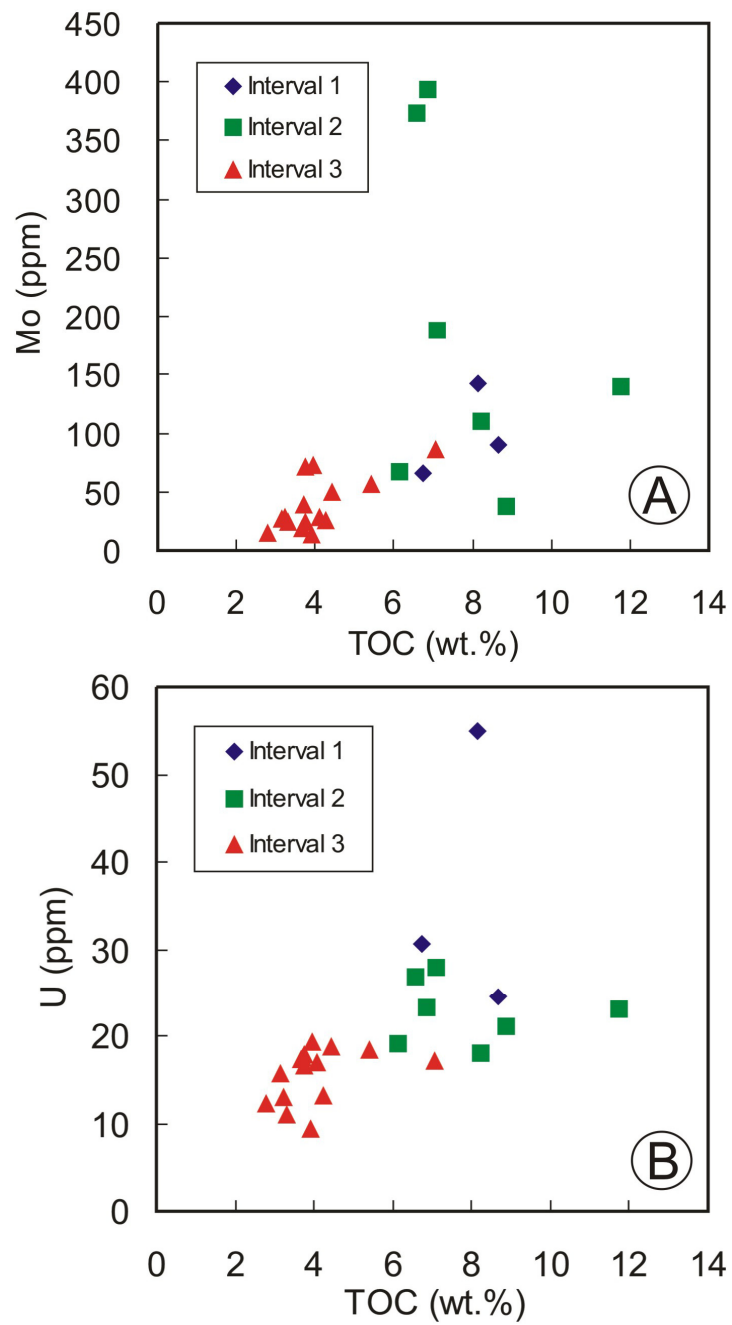 450
400
350
300
250
200
150
100
50
0
Mo (ppm)
Interval 1
Interval 2
Interval 3
A
0 2 4 6 8 10 12 14
TOC (wt.%)
60
50
40
30
20
10
0
U (ppm)
Interval 1
Interval 2
Interval 3
B
0 2 4 6 8 10 12 14
TOC (wt.%)